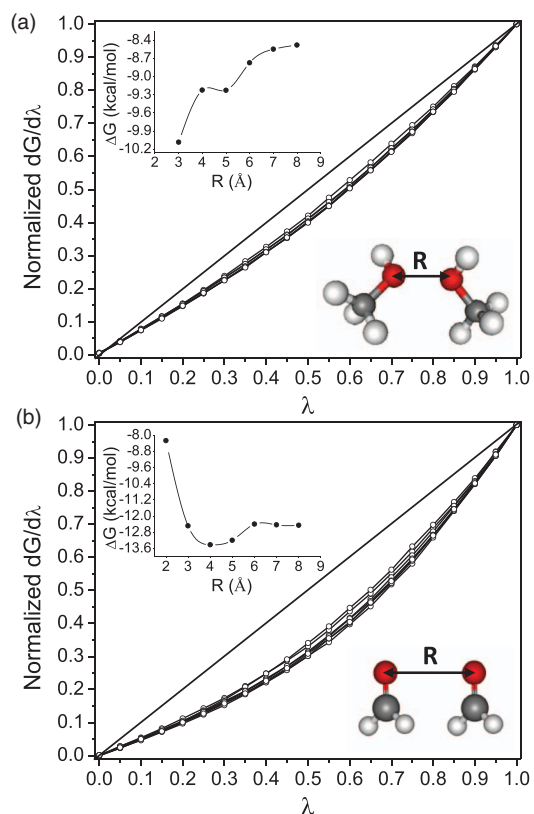 (a)
1.0
0.9
0.8
0.7
0.6
0.5
0.4
0.3
0.2
0.1
0.0
Normalized dG/dλ
-8.4
-8.7
-9.0
-9.3
-9.6
-9.9
-10.2
ΔG (kcal/mol)
2 3 4 5 6 7 8 9
R (Å)
R
0.0 0.1 0.2 0.3 0.4 0.5 0.6 0.7 0.8 0.9 1.0
λ
(b)
1.0
0.9
0.8
0.7
0.6
0.5
0.4
0.3
0.2
0.1
0.0
Normalized dG/dλ
-8.0
-8.8
-9.6
-10.4
-11.2
-12.0
-12.8
-13.6
ΔG (kcal/mol)
2 3 4 5 6 7 8 9
R (Å)
R
0.0 0.1 0.2 0.3 0.4 0.5 0.6 0.7 0.8 0.9 1.0
λ